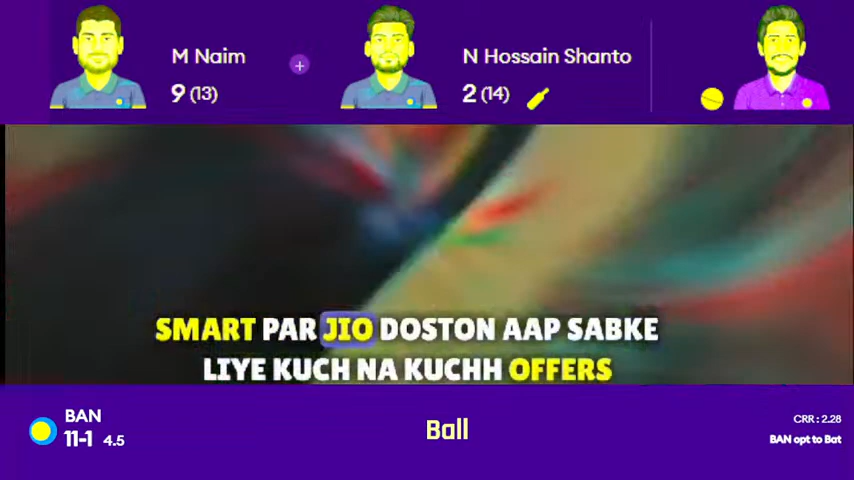 M Naim
9 (13)
+
N Hossain Shanto
2 (14)
SMART PAR JIO DOSTON AAP SABKE
LIYE KUCH NA KUCHH OFFERS
BAN
11-1 4.5
Ball
CRR : 2.28
BAN opt to Bat